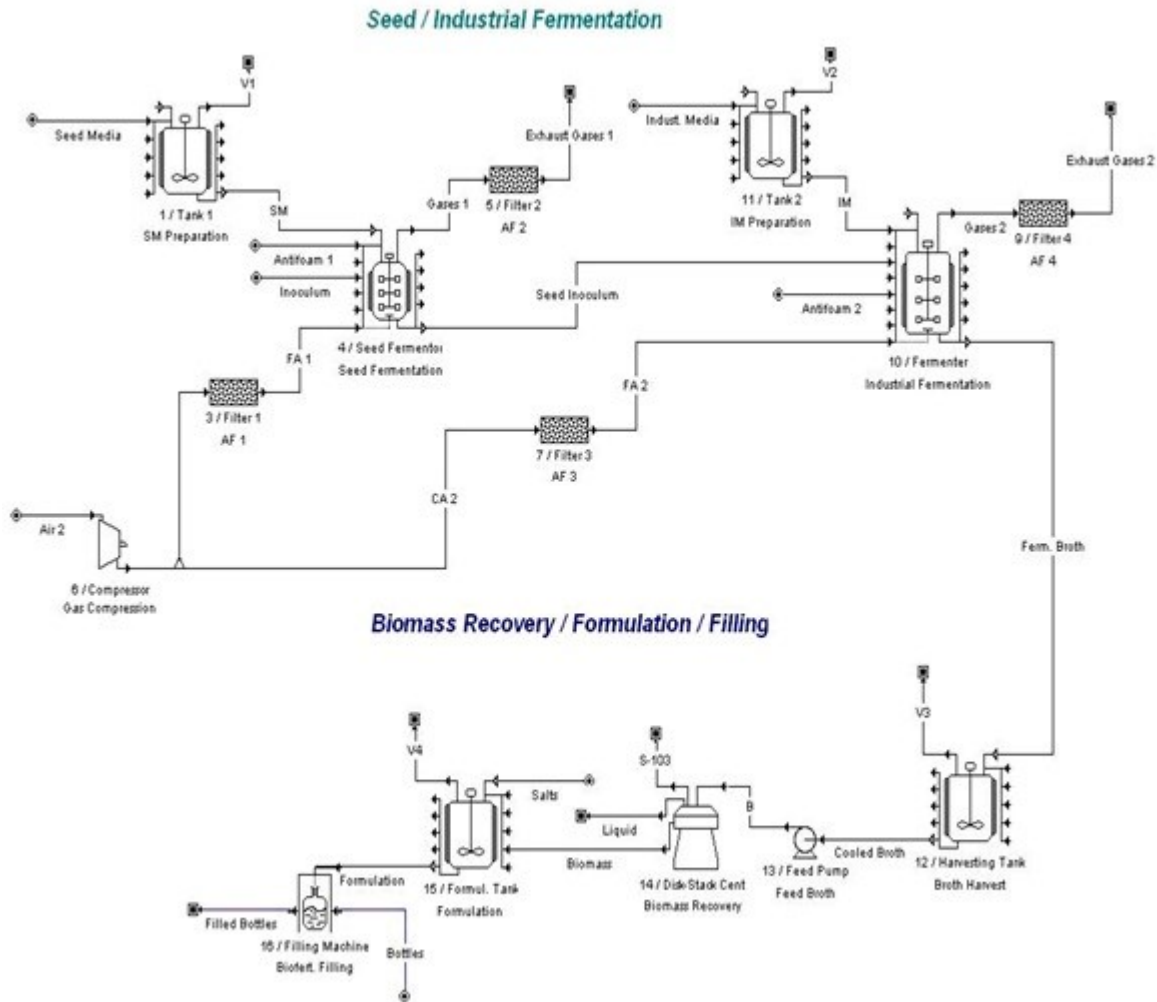 Seed / Industrial Fermentation
V1
V2
Seed Media
Indust. Media
Exhaust Gases 1
Exhaust Gases 2
1 / Tank 1
SM Preparation
SM
Gases 1
5 / Filter 2
AF 2
11 / Tank 2
IM Preparation
IM
Gases 2
9 / Filter 4
AF 4
Antifoam 1
Inoculum
Seed Inoculum
Antifoam 2
4 / Seed Fermentor
Seed Fermentation
10 / Fermenter
Industrial Fermentation
FA 1
FA 2
3 / Filter 1
AF 1
7 / Filter 3
AF 3
CA 2
Air 2
6 / Compressor
Gas Compression
Ferm. Broth
Biomass Recovery / Formulation / Filling
V3
V4
S-103
Salts
Liquid
B
Biomass
Cooled Broth
12 / Harvesting Tank
Broth Harvest
13 / Feed Pump
Feed Broth
14 / Disk-Stack Cent
Biomass Recovery
Formulation
15 / Formul. Tank
Formulation
Filled Bottles
Bottles
16 / Filling Machine
Biofert. Filling